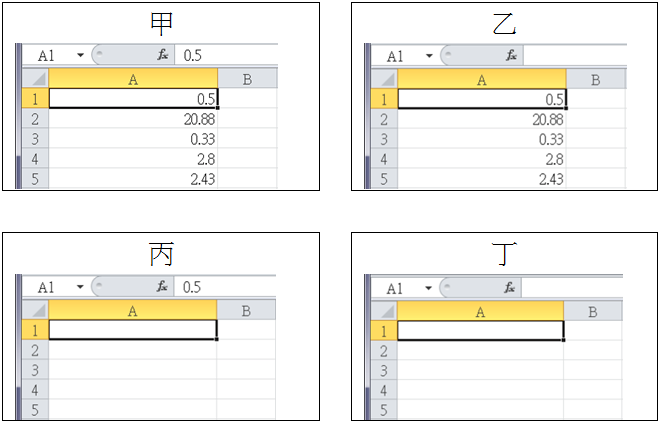 甲
A1 fx 0.5
A B
1 0.5
2 20.88
3 0.33
4 2.8
5 2.43
乙
A1 fx
A B
1 0.5
2 20.88
3 0.33
4 2.8
5 2.43
丙
A1 fx 0.5
A B
1
2
3
4
5
丁
A1 fx
A B
1
2
3
4
5